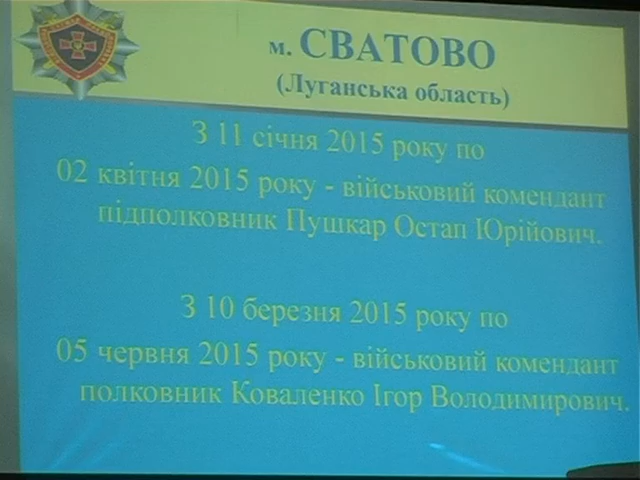 м. СВАТОВО
(Луганська область)
З 11 січня 2015 року по
02 квітня 2015 року - військовий комендант
підполковник Пушкар Остап Юрійович.
З 10 березня 2015 року по
05 червня 2015 року - військовий комендант
полковник Коваленко Ігор Володимирович.